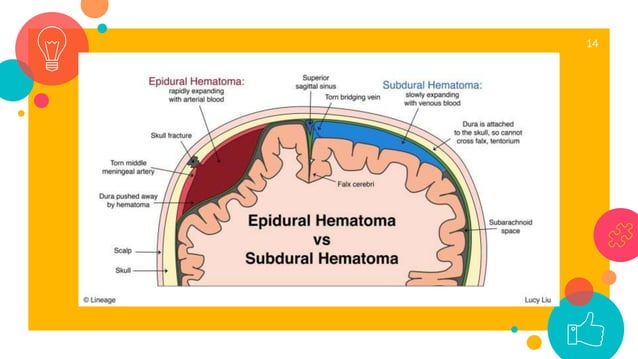 14
Epidural Hematoma:
rapidly expanding
with arterial blood
Superior
sagittal sinus
Torn bridging vein
Subdural Hematoma:
slowly expanding
with venous blood
Dura is attached
to the skull, so cannot
cross falx, tentorium
Skull fracture
Torn middle
meningeal artery
Dura pushed away
by hematoma
Falx cerebri
Subarachnoid
space
Epidural Hematoma
vs
Subdural Hematoma
Scalp
Skull
© Lineage
Lucy Liu